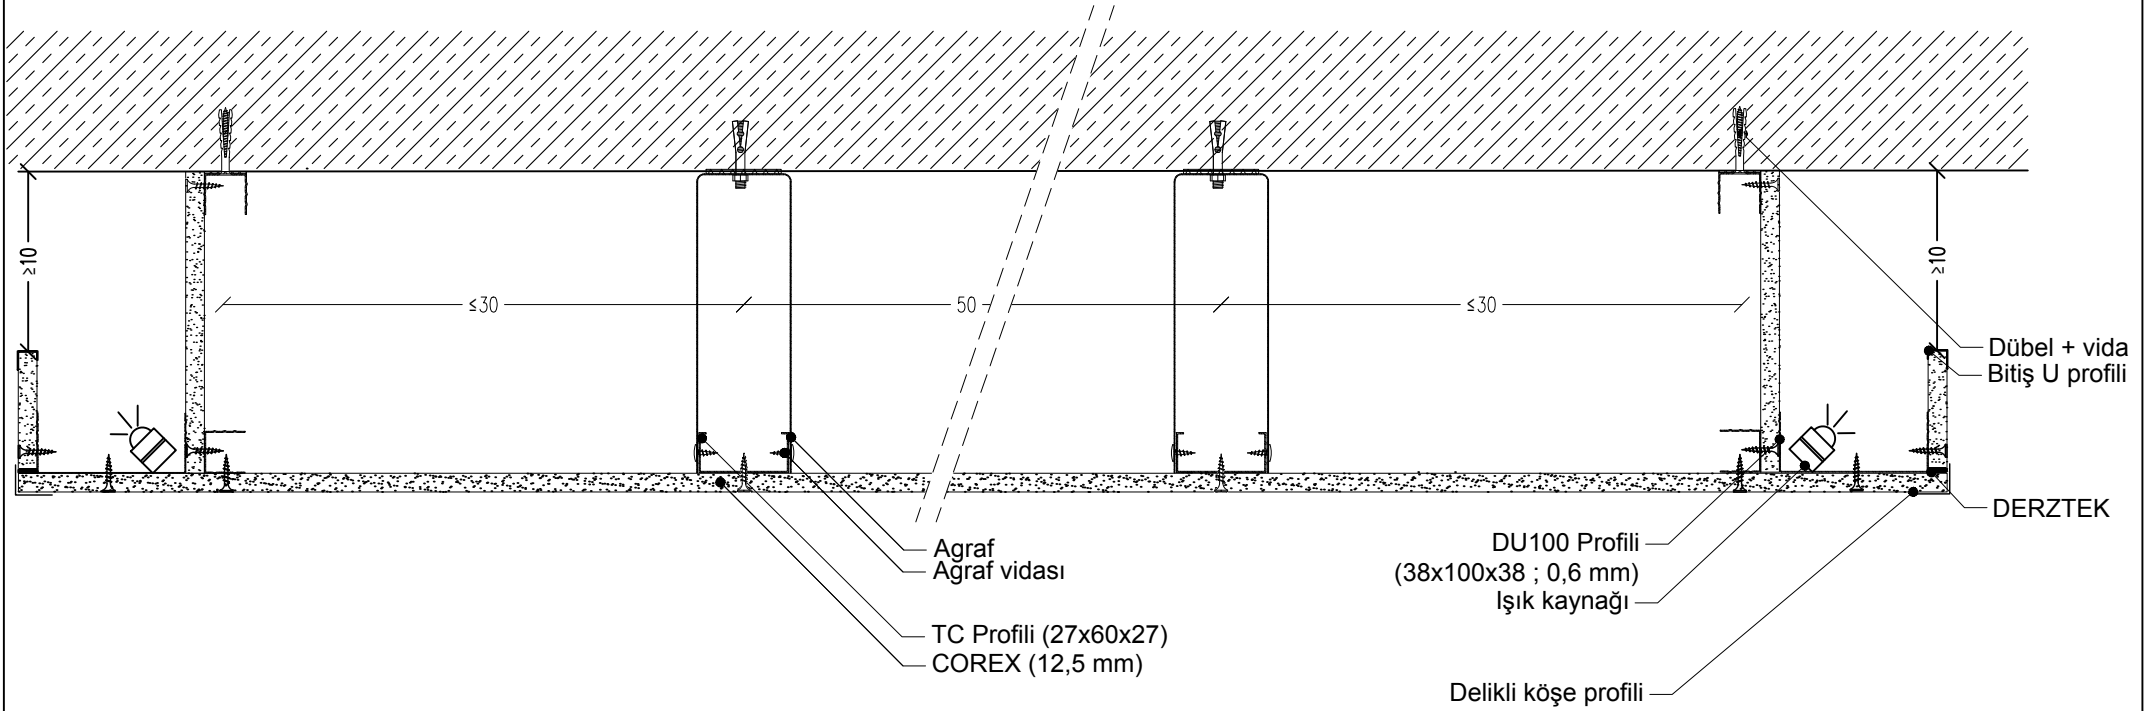 ≥10
≥10
≤30
50
≤30
Dübel + vida
Bitiş U profili
DERZTEK
Agraf
Agraf vidası
DU100 Profili
(38x100x38 ; 0,6 mm)
Işık kaynağı
TC Profili (27x60x27)
COREX (12,5 mm)
Delikli köşe profili